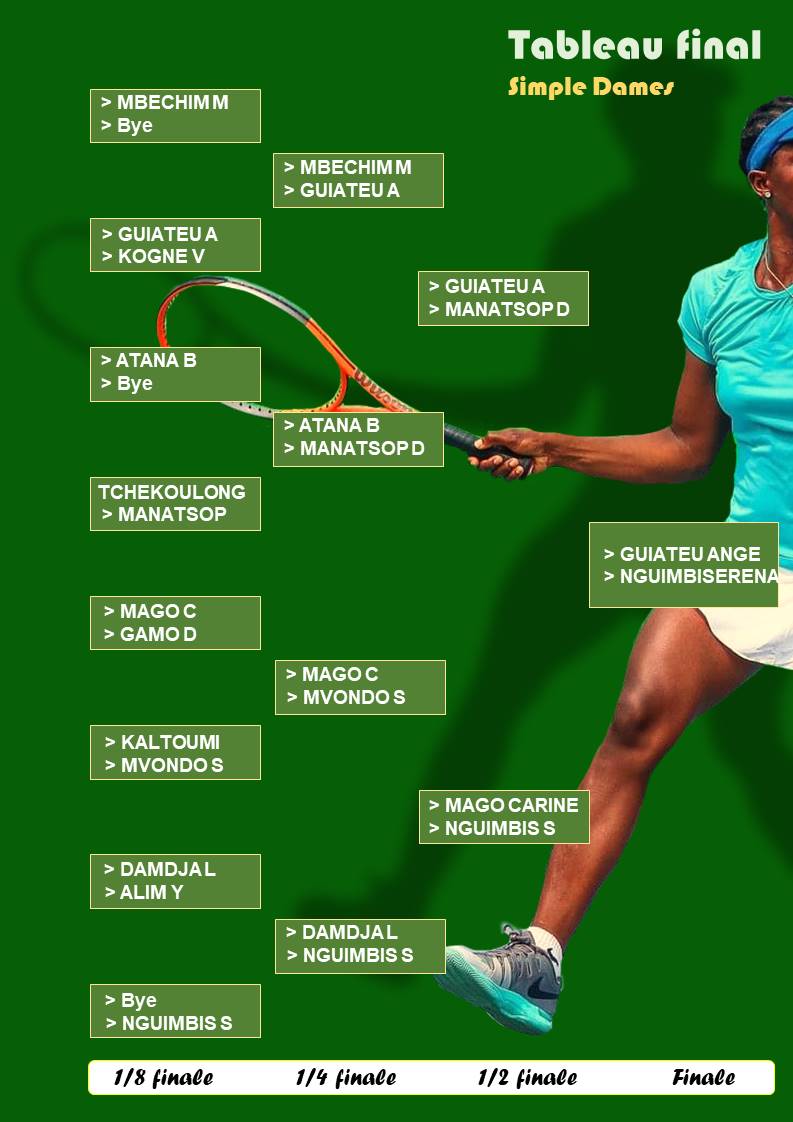 Tableau final
Simple Dames
> MBECHIM M
> Bye
> MBECHIM M
> GUIATEU A
> GUIATEU A
> KOGNE V
> GUIATEU A
> MANATSOP D
> ATANA B
> Bye
> ATANA B
> MANATSOP D
TCHEKOULONG
> MANATSOP
> GUIATEU ANGE
> NGUIMBISERENA
> MAGO C
> GAMO D
> MAGO C
> MVONDO S
> KALTOUMI
> MVONDO S
> MAGO CARINE
> NGUIMBIS S
> DAMDJA L
> ALIM Y
> DAMDJA L
> NGUIMBIS S
> Bye
> NGUIMBIS S
1/8 finale 1/4 finale 1/2 finale Finale